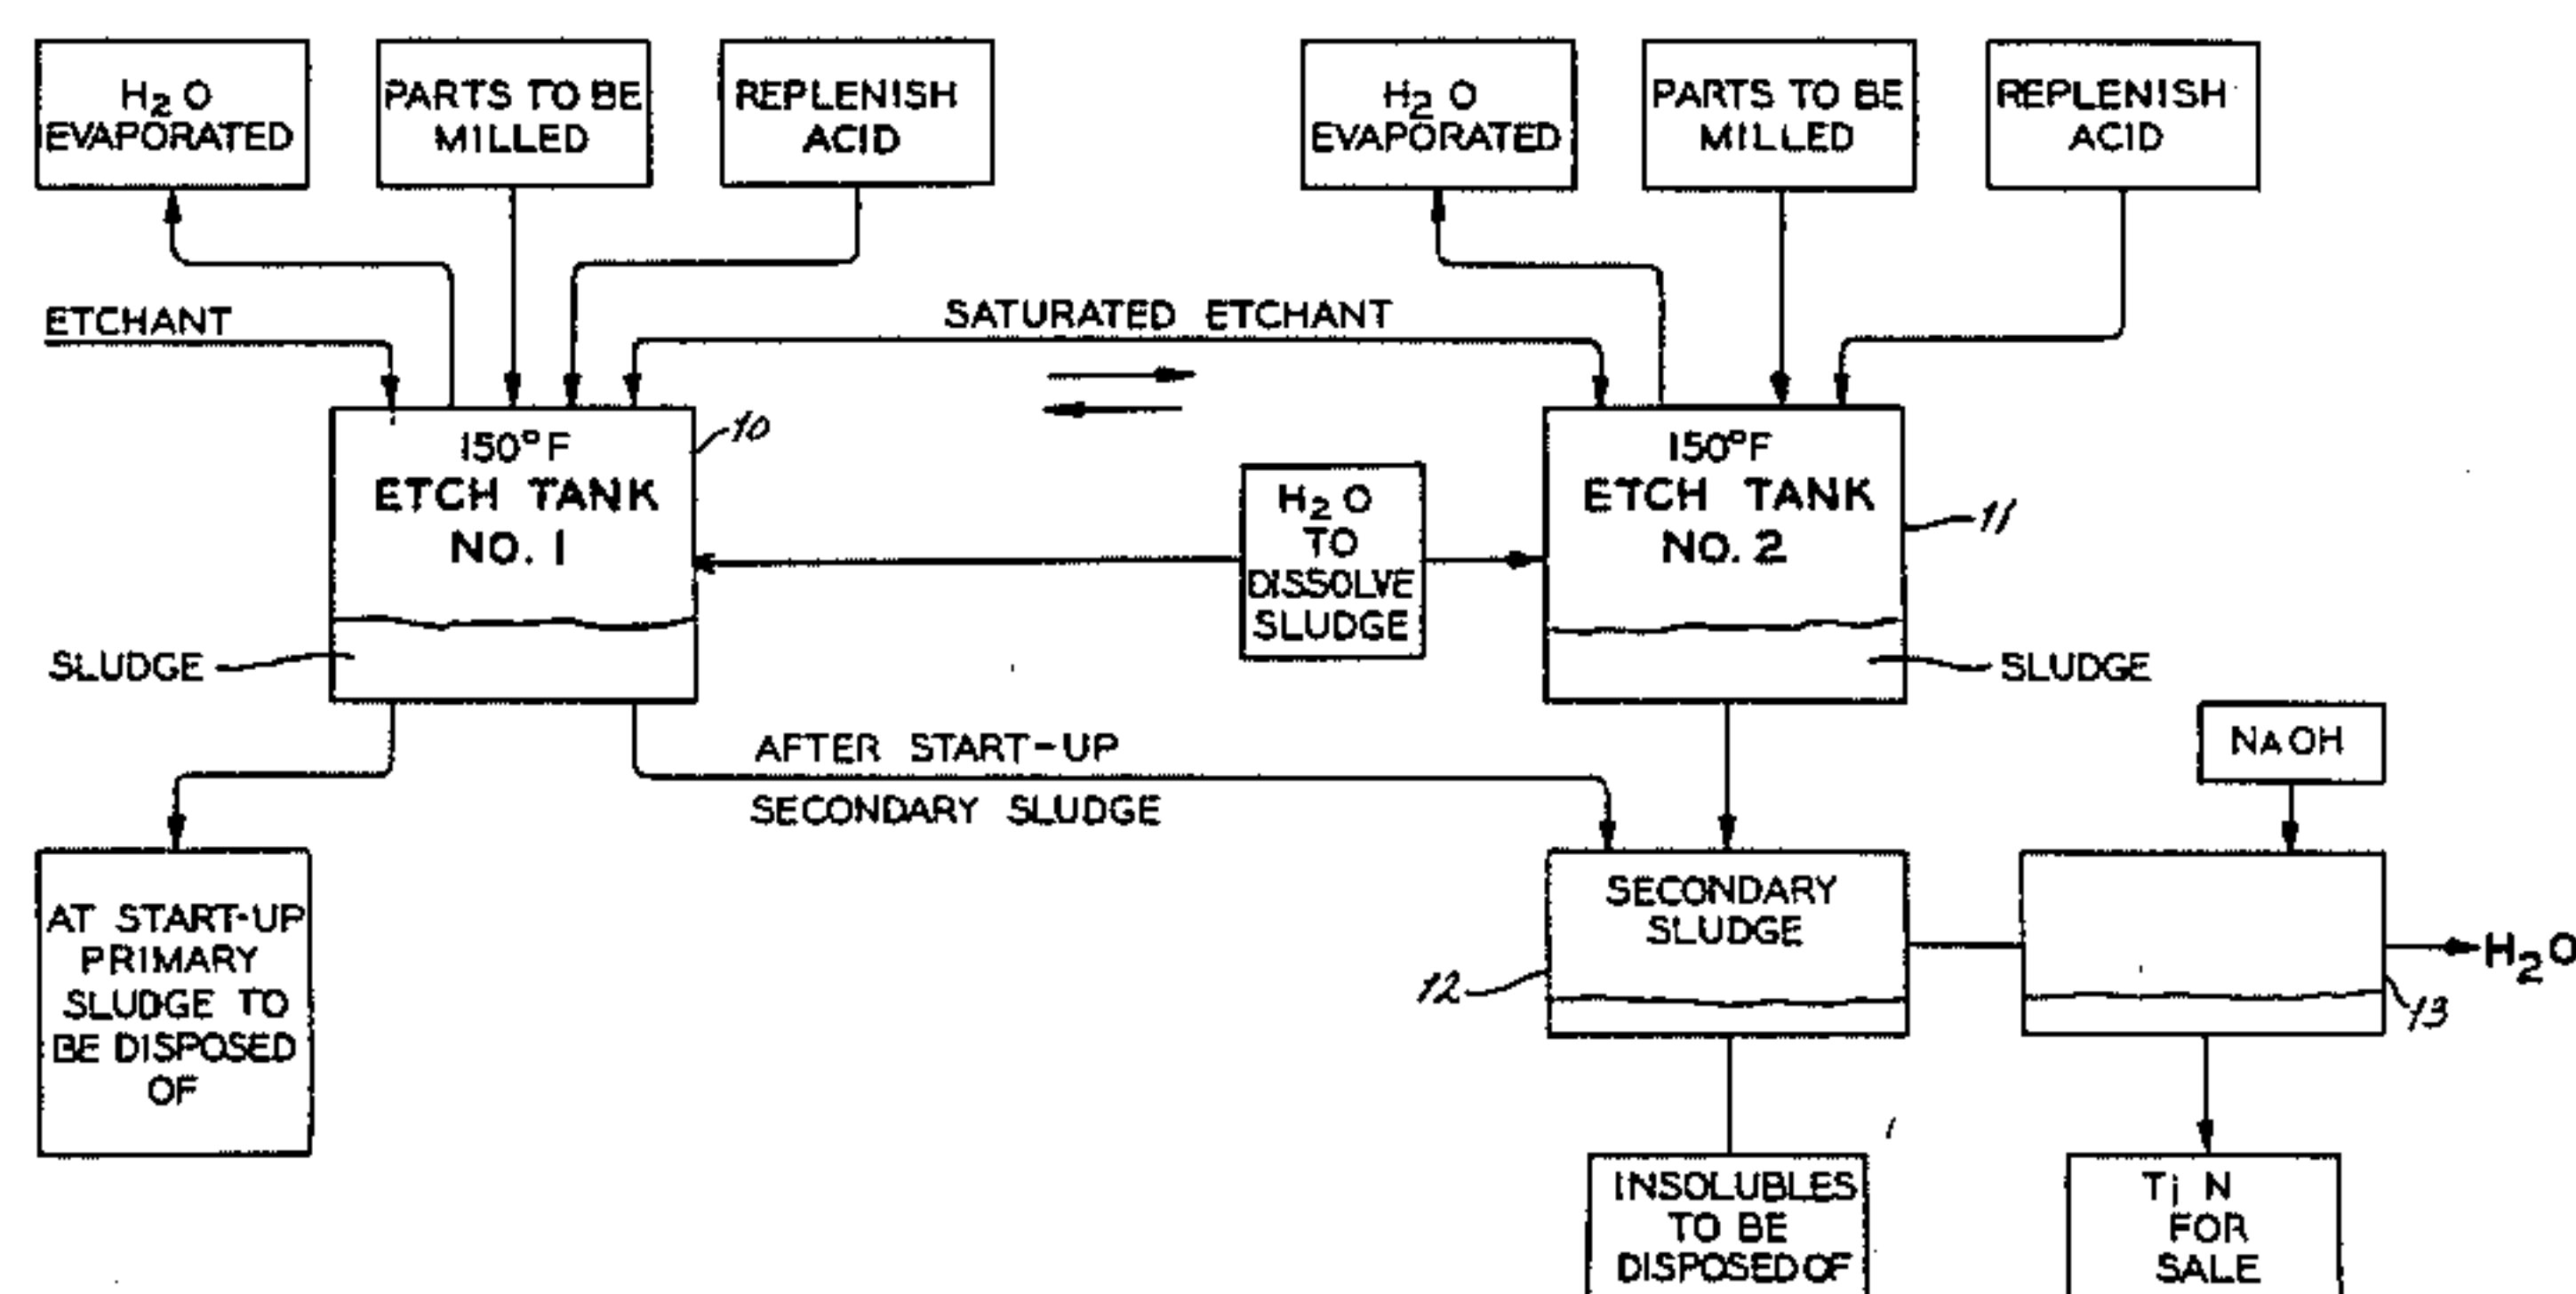 H2O
EVAPORATED
PARTS TO BE
MILLED
REPLENISH
ACID
H2O
EVAPORATED
PARTS TO BE
MILLED
REPLENISH
ACID
ETCHANT
SATURATED ETCHANT
150°F
ETCH TANK
NO. 1
10
H2O
TO
DISSOLVE
SLUDGE
150°F
ETCH TANK
NO. 2
11
SLUDGE
SLUDGE
AFTER START-UP
SECONDARY SLUDGE
NAOH
AT START-UP
PRIMARY
SLUDGE TO
BE DISPOSED
OF
SECONDARY
SLUDGE
12
H2O
13
INSOLUBLES
TO BE
DISPOSED OF
Ti N
FOR
SALE